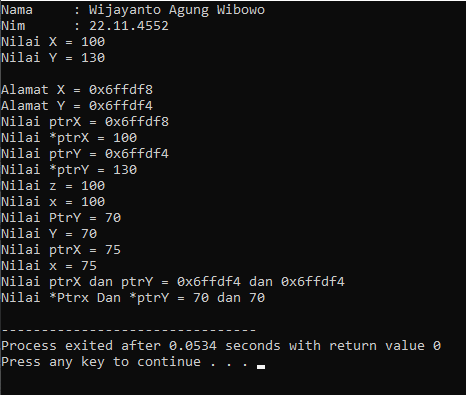 Nama     : Wijayanto Agung Wibowo
Nim      : 22.11.4552
Nilai X = 100
Nilai Y = 130
Alamat X = 0x6ffdf8
Alamat Y = 0x6ffdf4
Nilai ptrX = 0x6ffdf8
Nilai *ptrX = 100
Nilai ptrY = 0x6ffdf4
Nilai *ptrY = 130
Nilai z = 100
Nilai x = 100
Nilai PtrY = 70
Nilai Y = 70
Nilai ptrX = 75
Nilai x = 75
Nilai ptrX dan ptrY = 0x6ffdf4 dan 0x6ffdf4
Nilai *Ptrx Dan *ptrY = 70 dan 70
--------------------------------
Process exited after 0.0534 seconds with return value 0
Press any key to continue . . .